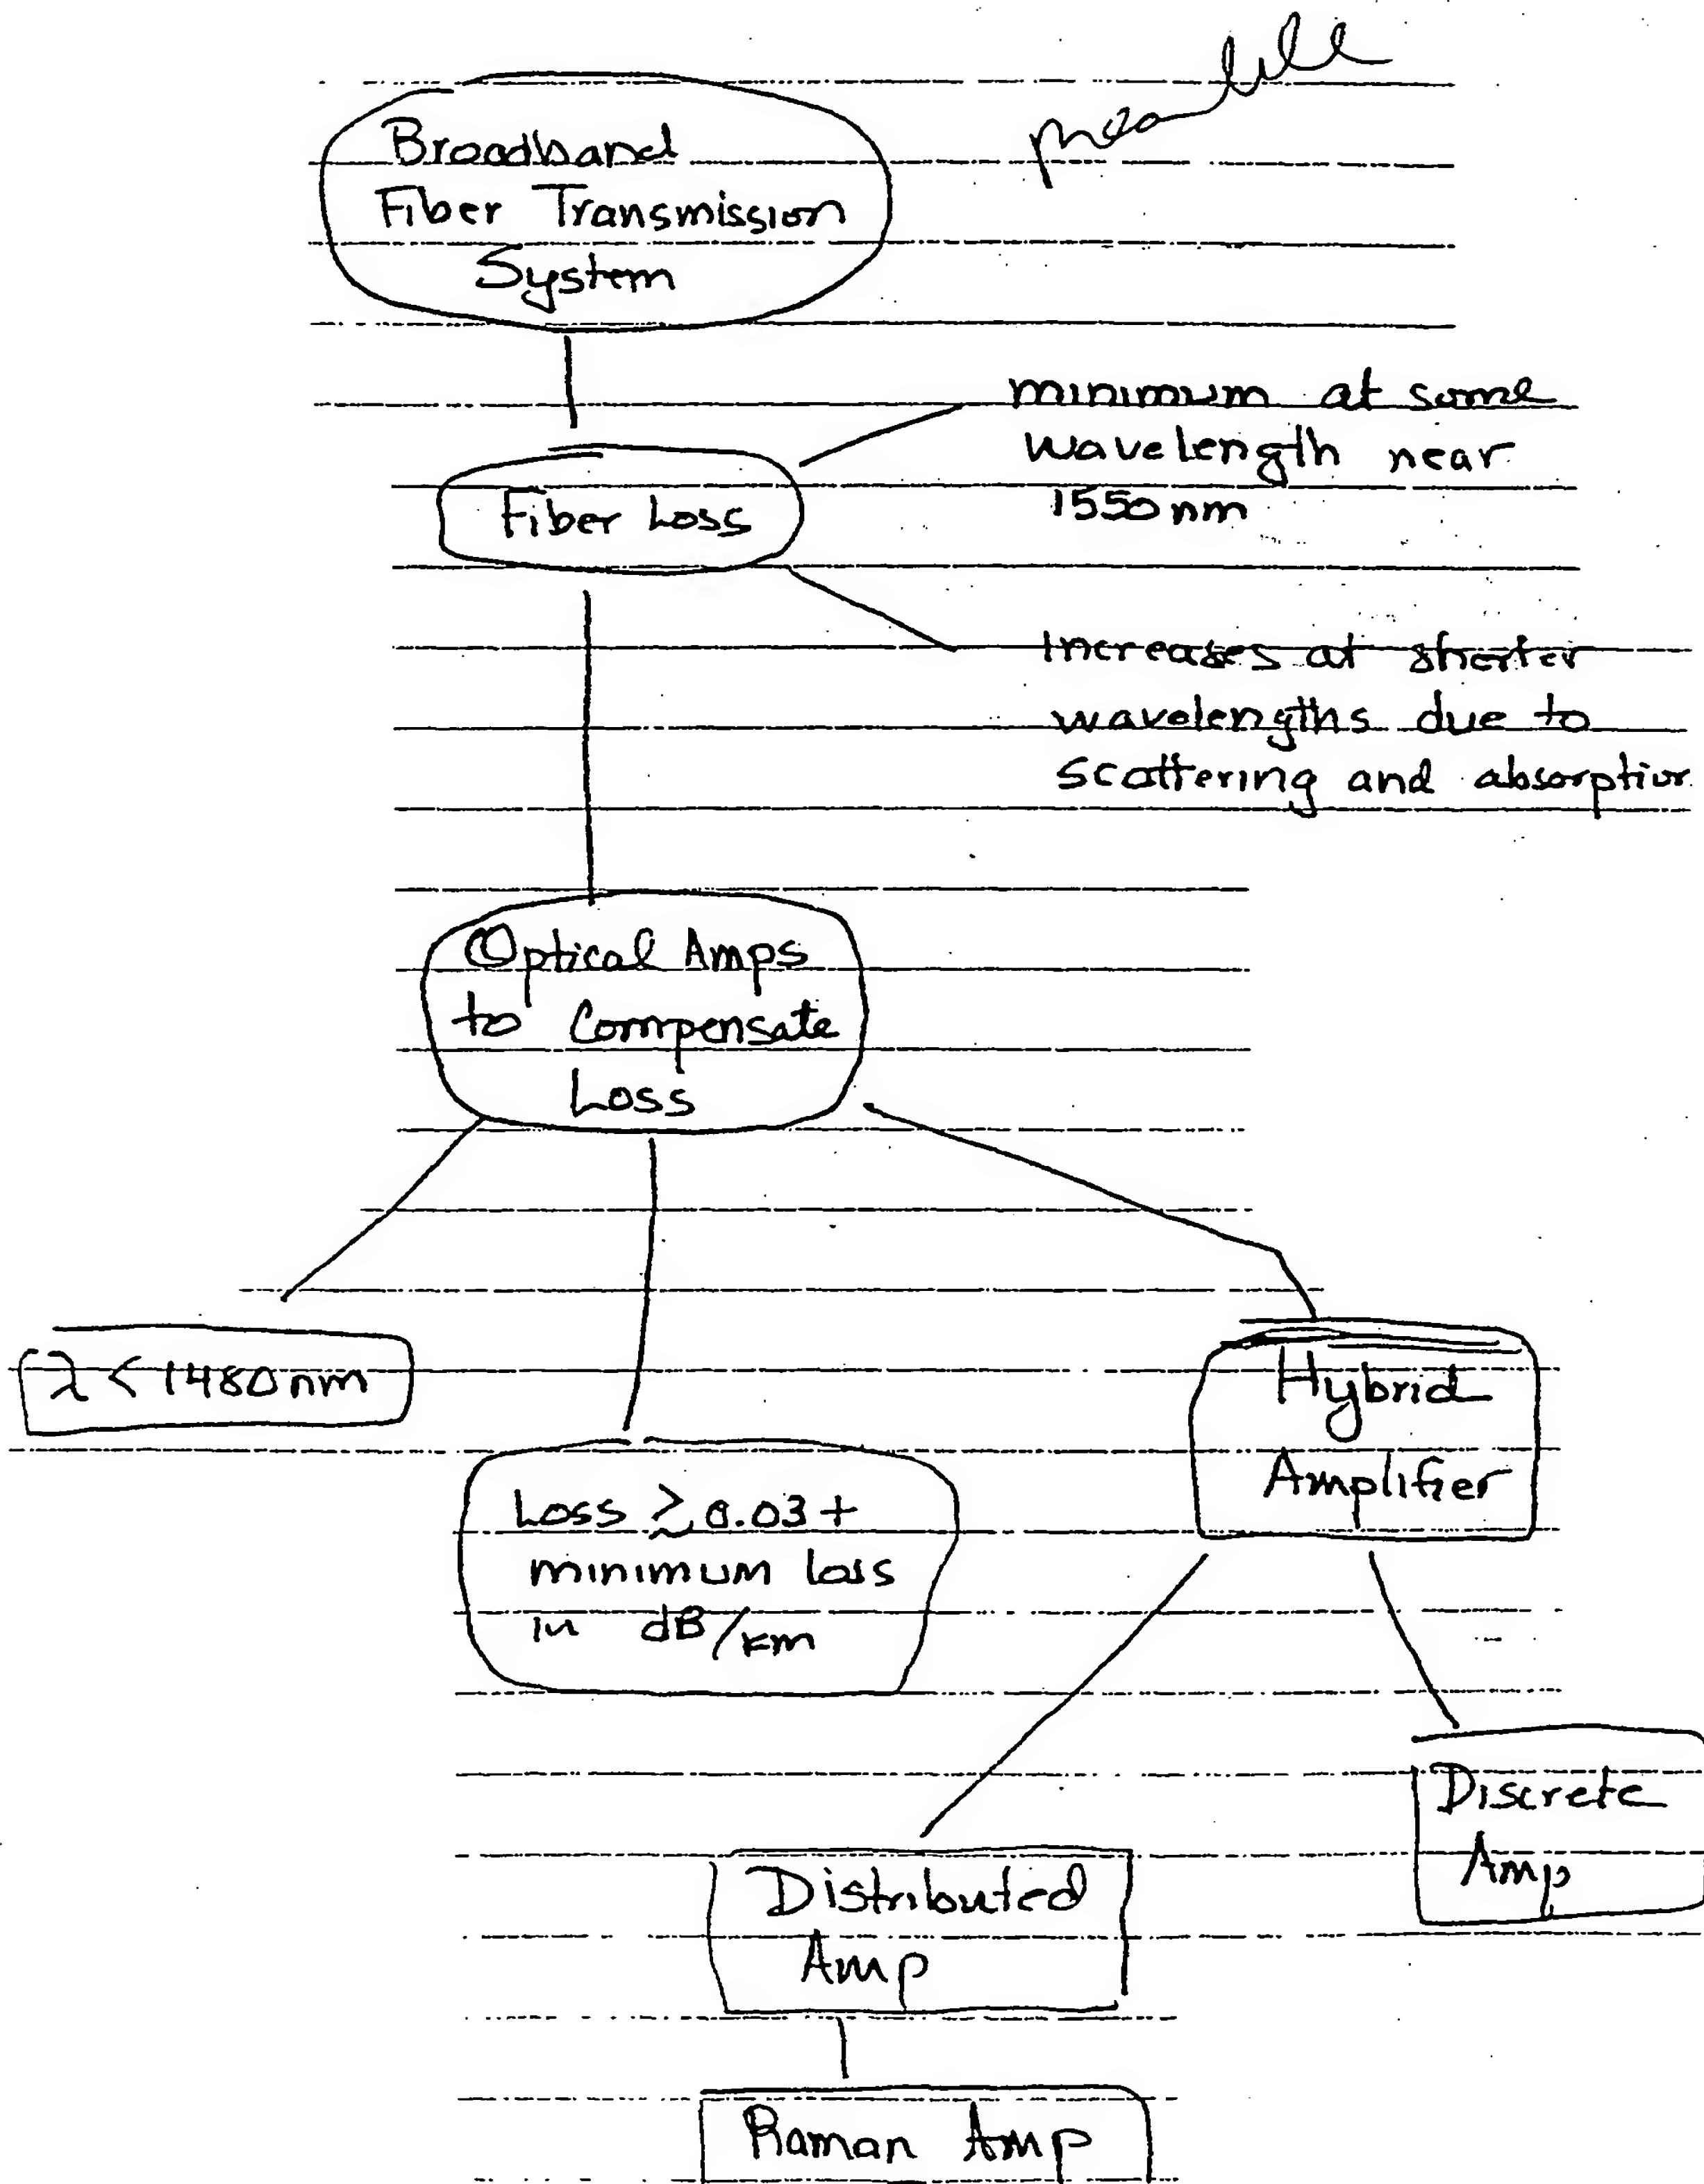 Broadband
Fiber Transmission
System
minimum at some
wavelength near
1550 nm
Fiber Loss
Increases at shorter
wavelengths due to
scattering and absorption
Optical Amps
to Compensate
Loss
λ < 1480 nm
Hybrid
Amplifier
Loss ≳ 0.03 +
minimum loss
in dB/km
Discrete
Amp
Distributed
Amp
Raman Amp